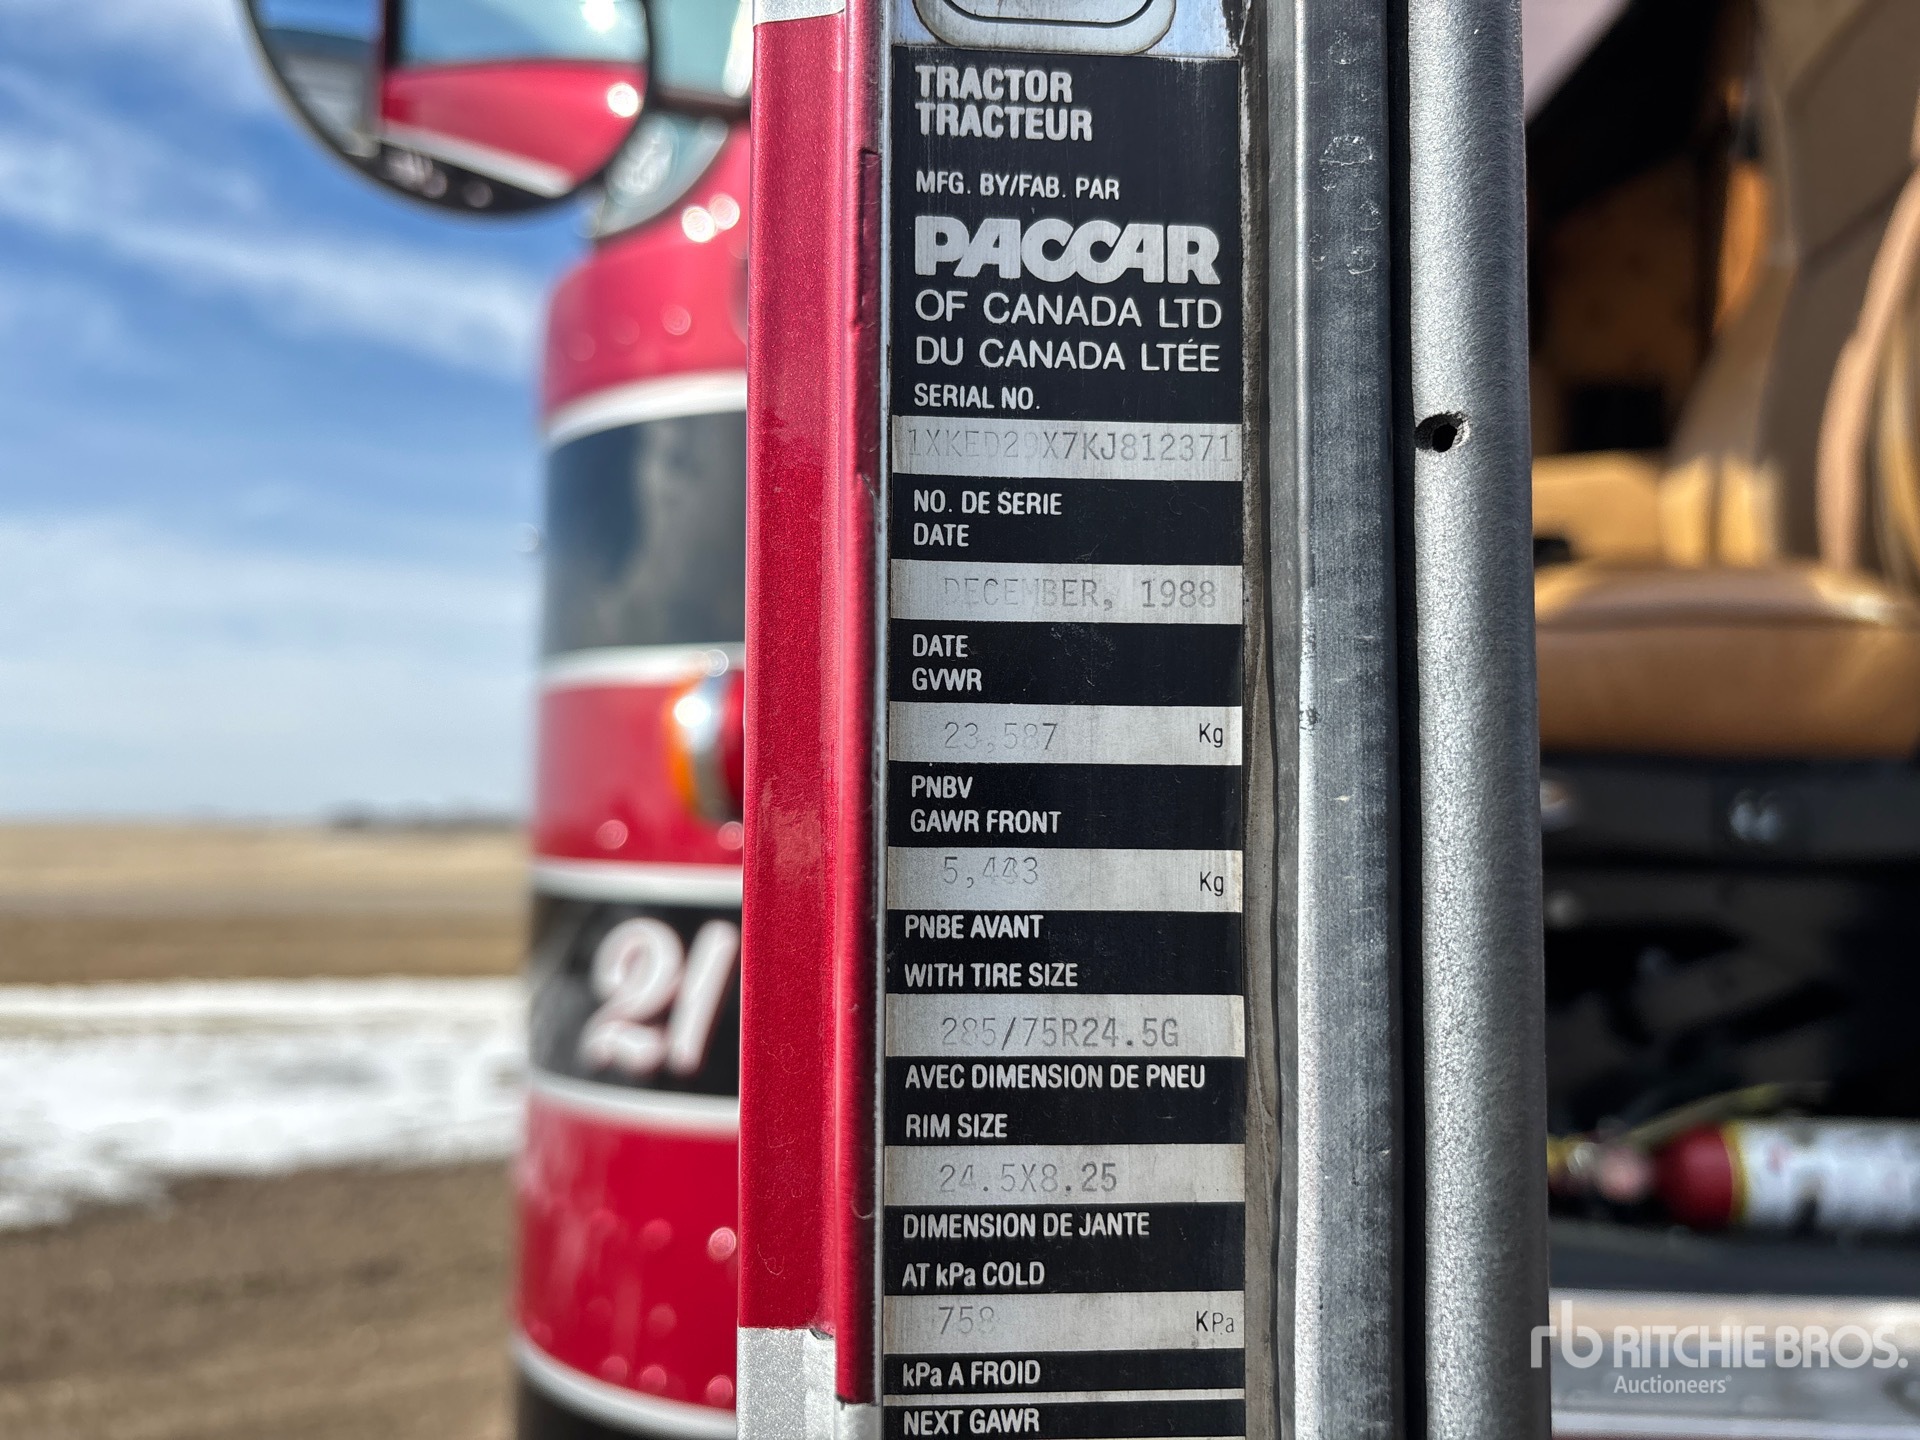 TRACTOR
TRACTEUR
MFG. BY/FAB. PAR
PACCAR
OF CANADA LTD
DU CANADA LTÉE
SERIAL NO.
1XKED29X7KJ812371
NO. DE SERIE
DATE
DECEMBER, 1988
DATE
GVWR
23,587 Kg
PNBV
GAWR FRONT
5,443 Kg
PNBE AVANT
WITH TIRE SIZE
285/75R24.5G
AVEC DIMENSION DE PNEU
RIM SIZE
24.5X8.25
DIMENSION DE JANTE
AT kPa COLD
758 KPa
kPa A FROID
NEXT GAWR
21
rb RITCHIE BROS.
Auctioneers